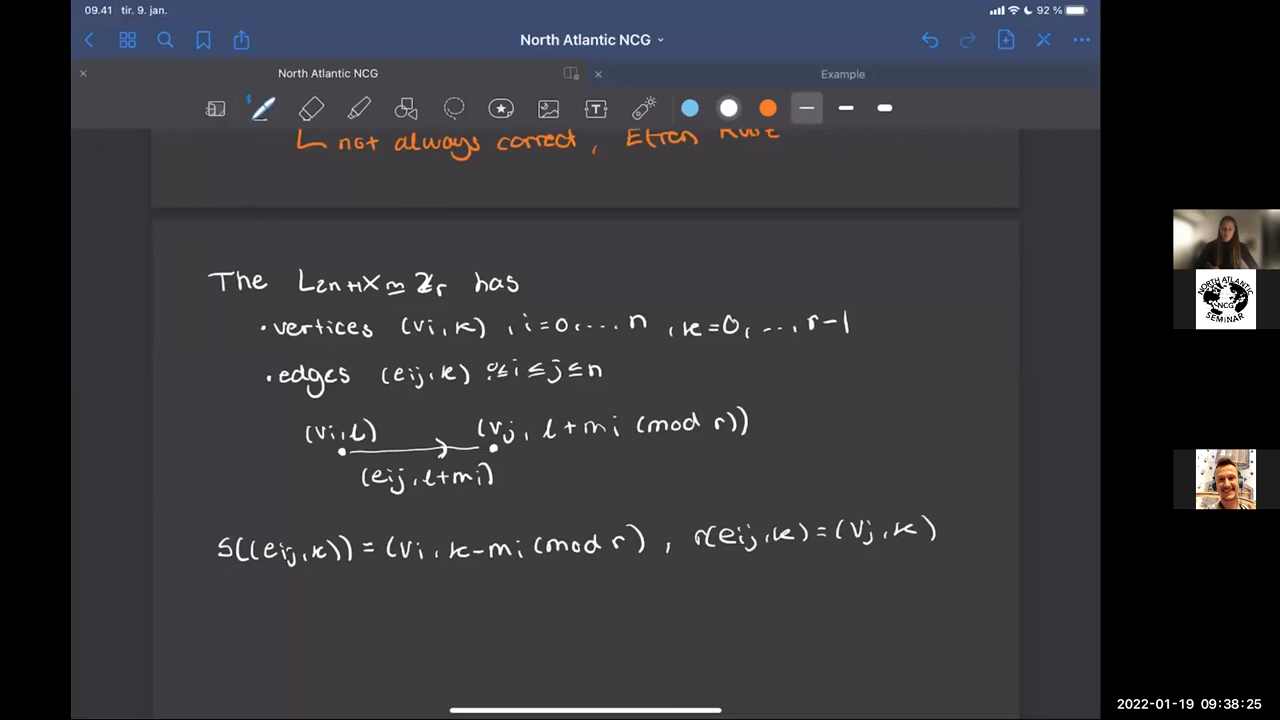 09.41 tir. 9. jan.
92 %
North Atlantic NCG
North Atlantic NCG
Example
T
↳ not always correct, Efren Ruiz
The L2n+1 ×m ℤr has
• vertices (vi, k), i=0,....n, k=0,...,r-1
• edges (eij, k) 0≤i≤j≤n
(vi, l) (vj, l+mi (mod r))
(eij, l+mi)
s((eij,k)) = (vi, k-mi (mod r)), r(eij,k) = (vj, k)
NORTH ATLANTIC
NCG
SEMINAR
2022-01-19 09:38:25